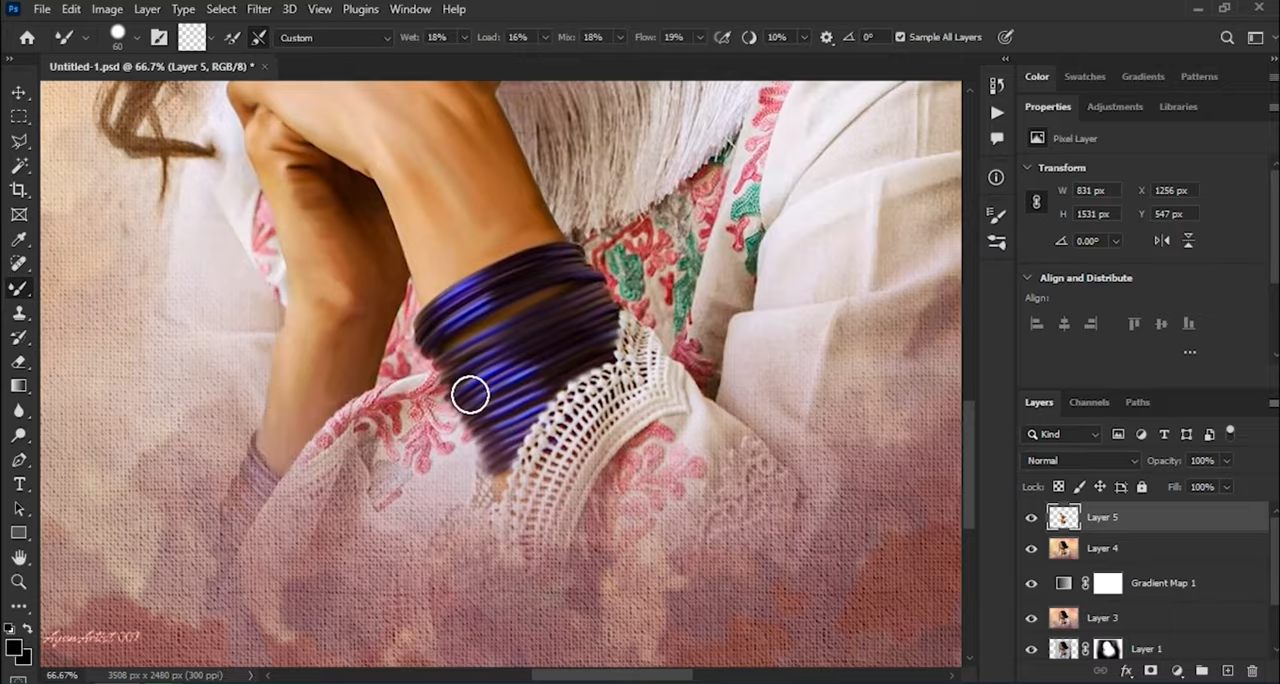 Ps File Edit Image Layer Type Select Filter 3D View Plugins Window Help
60 Custom Wet: 18% Load: 16% Mix: 18% Flow: 19% 10% 0° Sample All Layers
Untitled-1.psd @ 66.7% (Layer 5, RGB/8) *
Color Swatches Gradients Patterns
Properties Adjustments Libraries
Pixel Layer
Transform
W 831 px X 1256 px
H 1531 px Y 547 px
0.00°
Align and Distribute
Align:
Layers Channels Paths
Kind
Normal Opacity: 100%
Lock: Fill: 100%
Layer 5
Layer 4
Gradient Map 1
Layer 3
Layer 1
66.67% 3508 px x 2480 px (300 ppi)